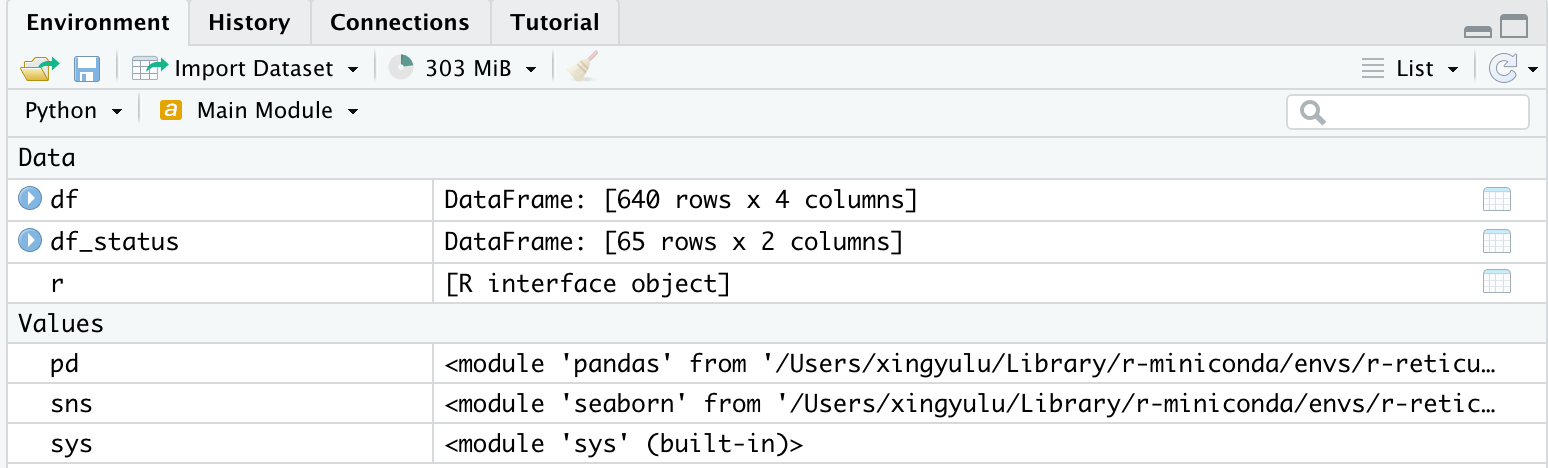 Environment History Connections Tutorial
Import Dataset 303 MiB List
Python a Main Module
Data
df DataFrame: [640 rows x 4 columns]
df_status DataFrame: [65 rows x 2 columns]
r [R interface object]
Values
pd <module 'pandas' from '/Users/xingyulu/Library/r-miniconda/envs/r-reticu…
sns <module 'seaborn' from '/Users/xingyulu/Library/r-miniconda/envs/r-retic…
sys <module 'sys' (built-in)>